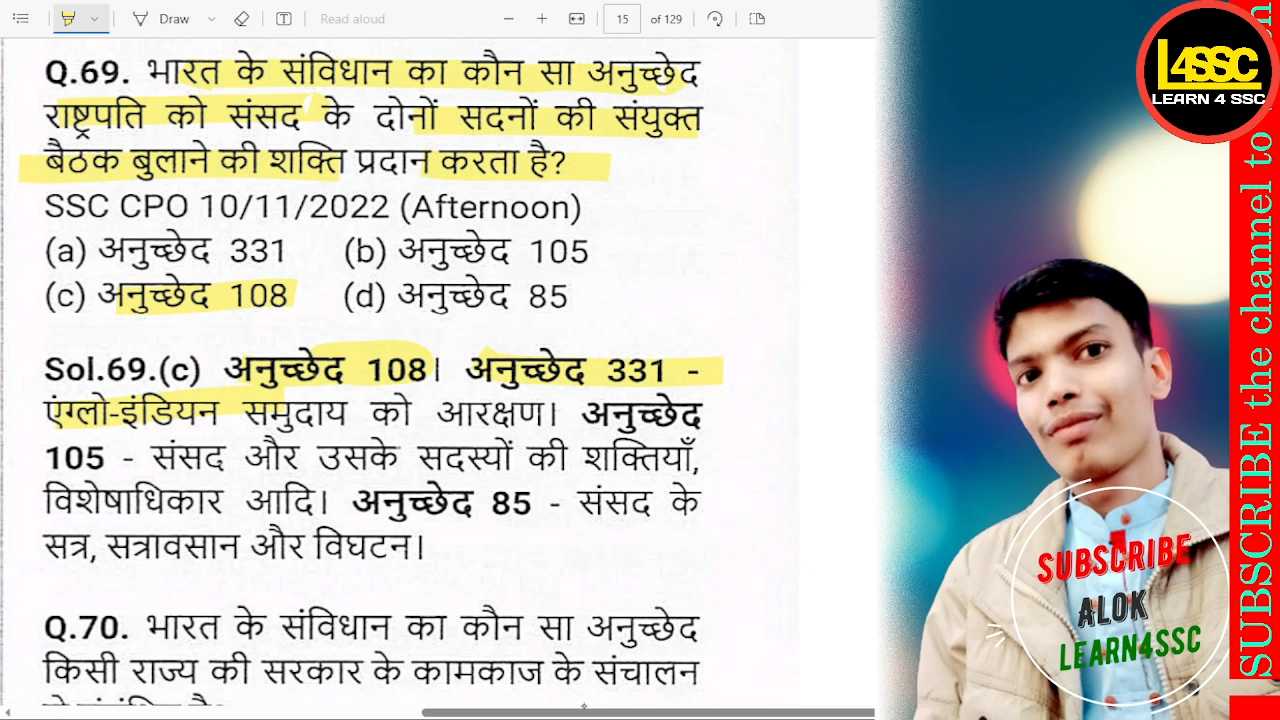 Draw
Read aloud
15 of 129
Q.69. भारत के संविधान का कौन सा अनुच्छेद
राष्ट्रपति को संसद के दोनों सदनों की संयुक्त
बैठक बुलाने की शक्ति प्रदान करता है?
SSC CPO 10/11/2022 (Afternoon)
(a) अनुच्छेद 331 (b) अनुच्छेद 105
(c) अनुच्छेद 108 (d) अनुच्छेद 85
Sol.69.(c) अनुच्छेद 108। अनुच्छेद 331 -
एंग्लो-इंडियन समुदाय को आरक्षण। अनुच्छेद
105 - संसद और उसके सदस्यों की शक्तियाँ,
विशेषाधिकार आदि। अनुच्छेद 85 - संसद के
सत्र, सत्रावसान और विघटन।
Q.70. भारत के संविधान का कौन सा अनुच्छेद
किसी राज्य की सरकार के कामकाज के संचालन
L4SSC
LEARN 4 SSC
SUBSCRIBE
ALOK
LEARN4SSC
SUBSCRIBE the channel to